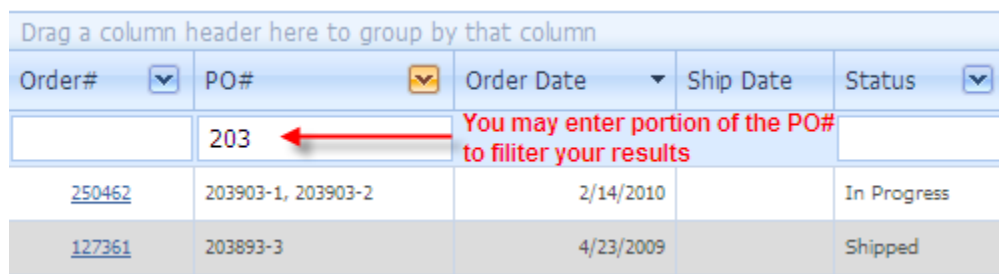 Drag a column header here to group by that column
Order# PO# Order Date Ship Date Status
203 You may enter portion of the PO#
to filiter your results
250462 203903-1, 203903-2 2/14/2010 In Progress
127361 203893-3 4/23/2009 Shipped